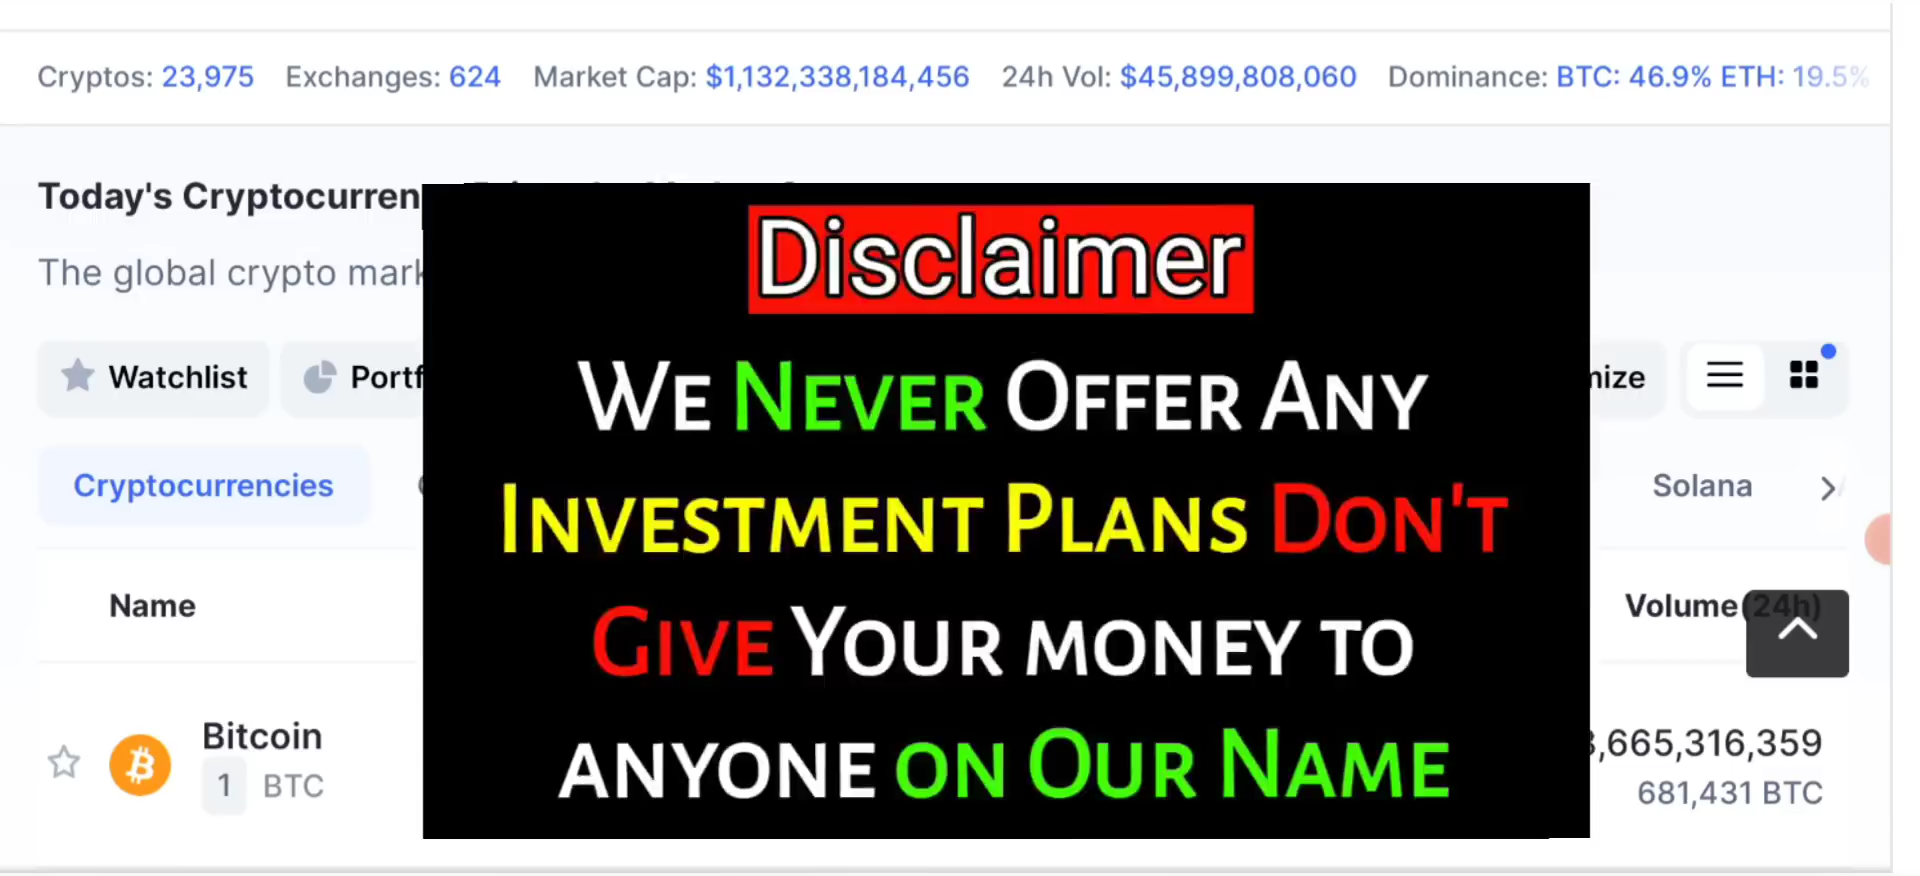 Cryptos: 23,975 Exchanges: 624 Market Cap: $1,132,338,184,456 24h Vol: $45,899,808,060 Dominance: BTC: 46.9% ETH: 19.5%
Today's Cryptocurren
The global crypto mark
Disclaimer
Watchlist Portf
We Never Offer Any
mize
Cryptocurrencies
Investment Plans Don't
Solana
Name
Give Your money to
Volume(24h)
Bitcoin
1 BTC
anyone on Our Name
,665,316,359
681,431 BTC